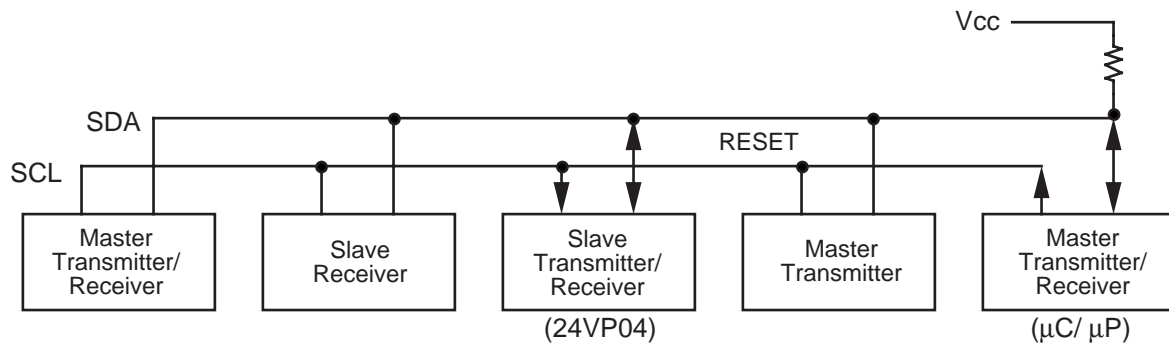 Vcc
SDA
RESET
SCL
Master
Transmitter/
Receiver
Slave
Receiver
Slave
Transmitter/
Receiver
Master
Transmitter
Master
Transmitter/
Receiver
(24VP04)
(μC/ μP)